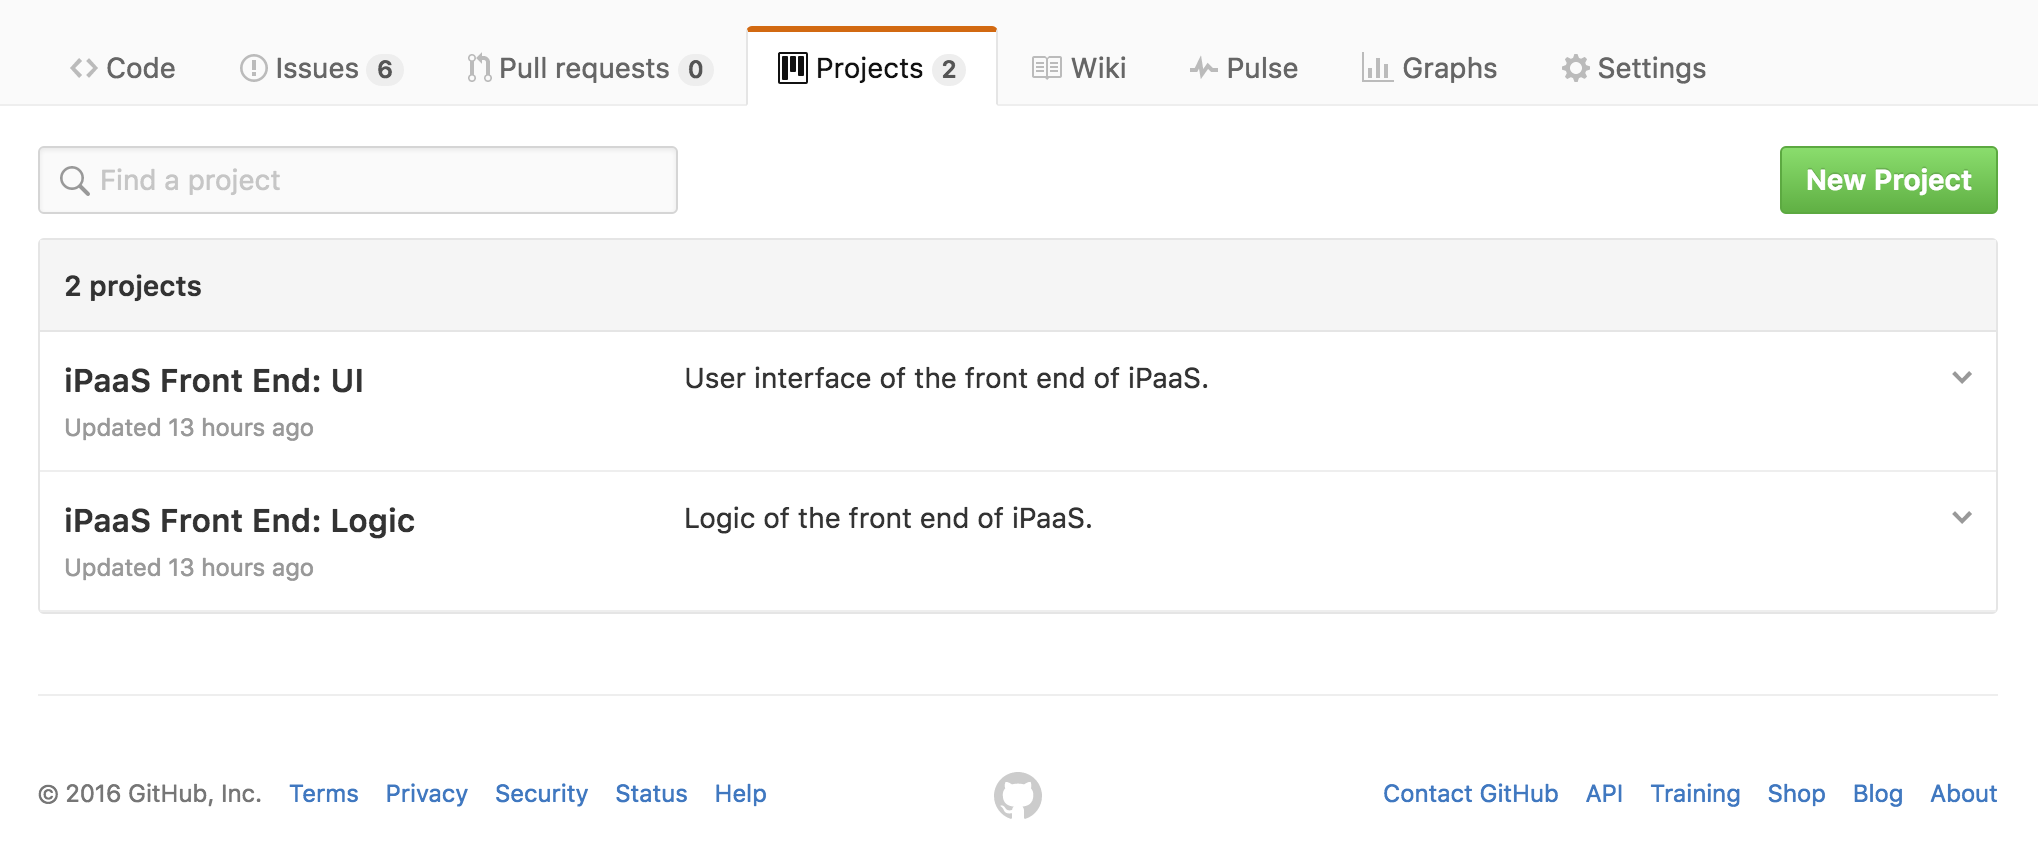 Code Issues 6 Pull requests 0 Projects 2 Wiki Pulse Graphs Settings
Find a project New Project
2 projects
iPaaS Front End: UI User interface of the front end of iPaaS.
Updated 13 hours ago
iPaaS Front End: Logic Logic of the front end of iPaaS.
Updated 13 hours ago
© 2016 GitHub, Inc. Terms Privacy Security Status Help Contact GitHub API Training Shop Blog About